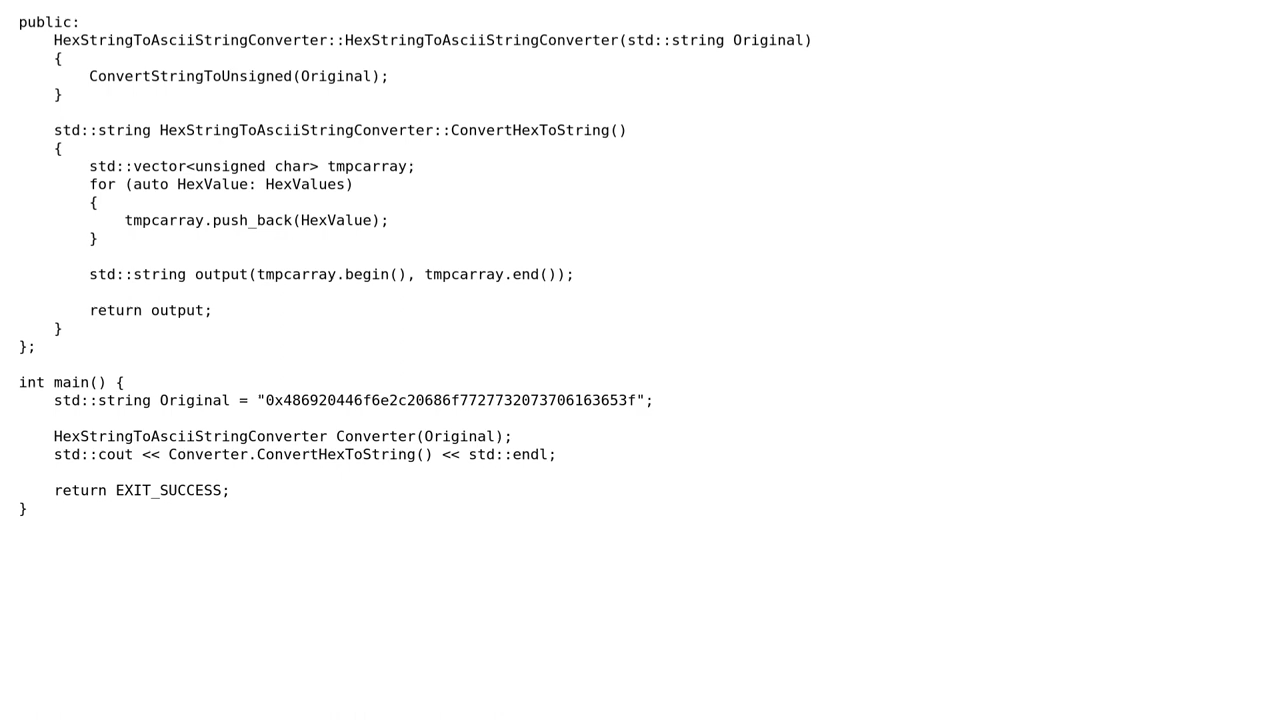 public:
    HexStringToAsciiStringConverter::HexStringToAsciiStringConverter(std::string Original)
    {
        ConvertStringToUnsigned(Original);
    }

    std::string HexStringToAsciiStringConverter::ConvertHexToString()
    {
        std::vector<unsigned char> tmpcarray;
        for (auto HexValue: HexValues)
        {
            tmpcarray.push_back(HexValue);
        }

        std::string output(tmpcarray.begin(), tmpcarray.end());

        return output;
    }
};

int main() {
    std::string Original = "0x486920446f6e2c20686f7727732073706163653f";

    HexStringToAsciiStringConverter Converter(Original);
    std::cout << Converter.ConvertHexToString() << std::endl;

    return EXIT_SUCCESS;
}